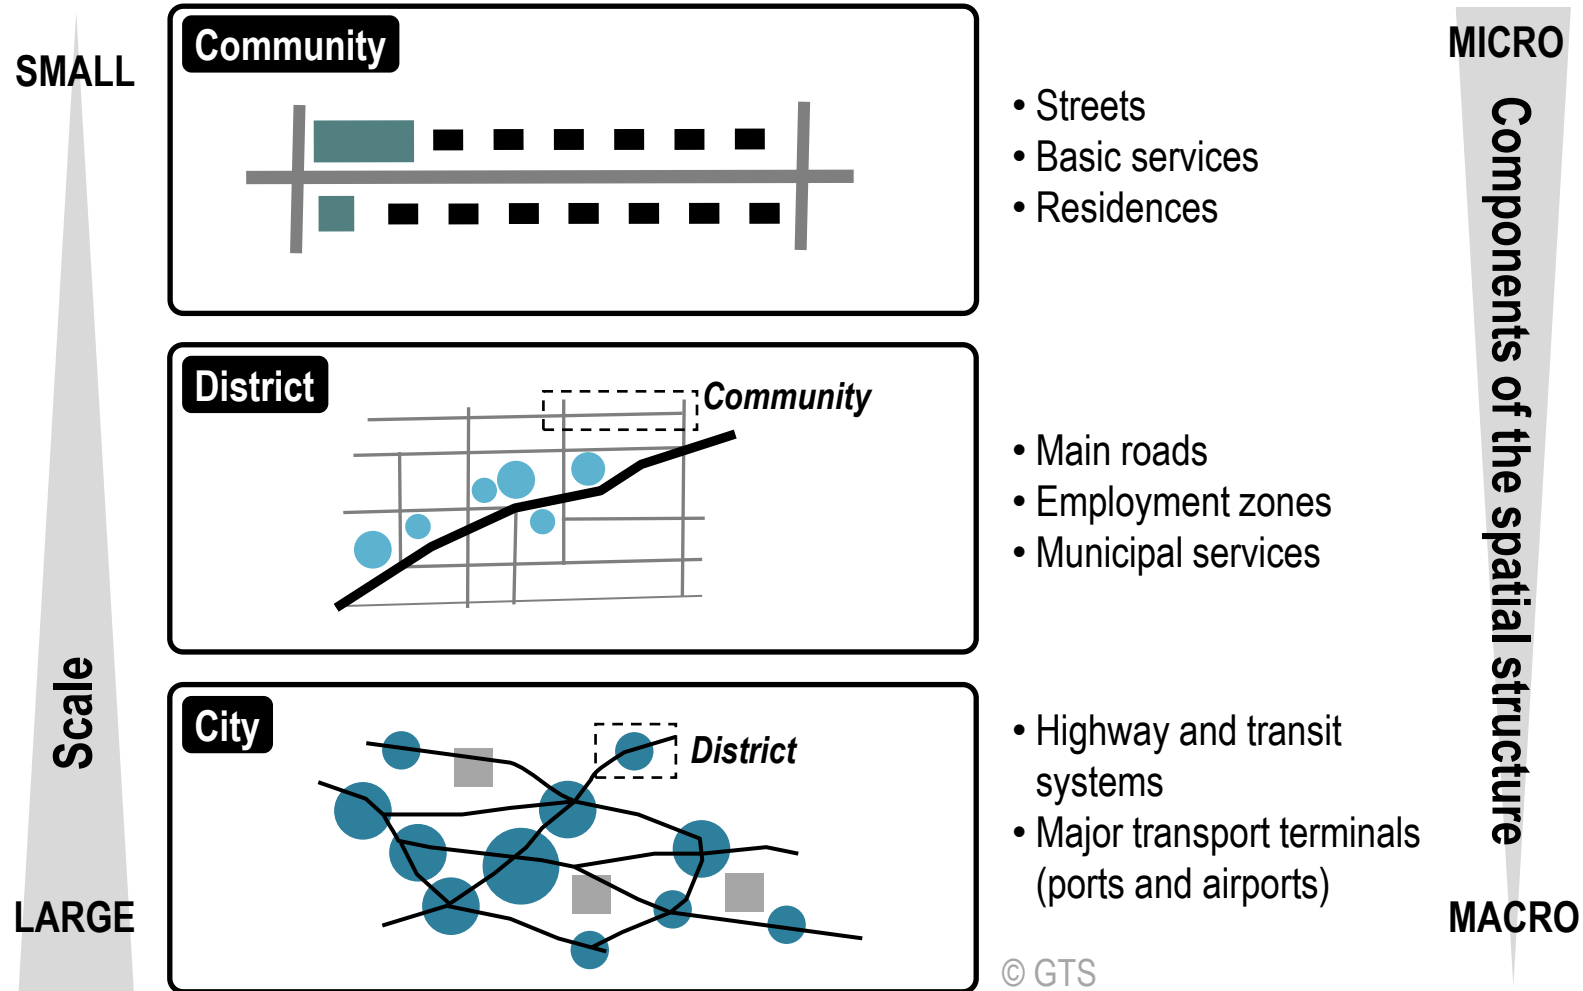 SMALL
Scale
LARGE
Community
• Streets
• Basic services
• Residences
District
Community
• Main roads
• Employment zones
• Municipal services
City
District
• Highway and transit
systems
• Major transport terminals
(ports and airports)
MICRO
Components of the spatial structure
MACRO
© GTS